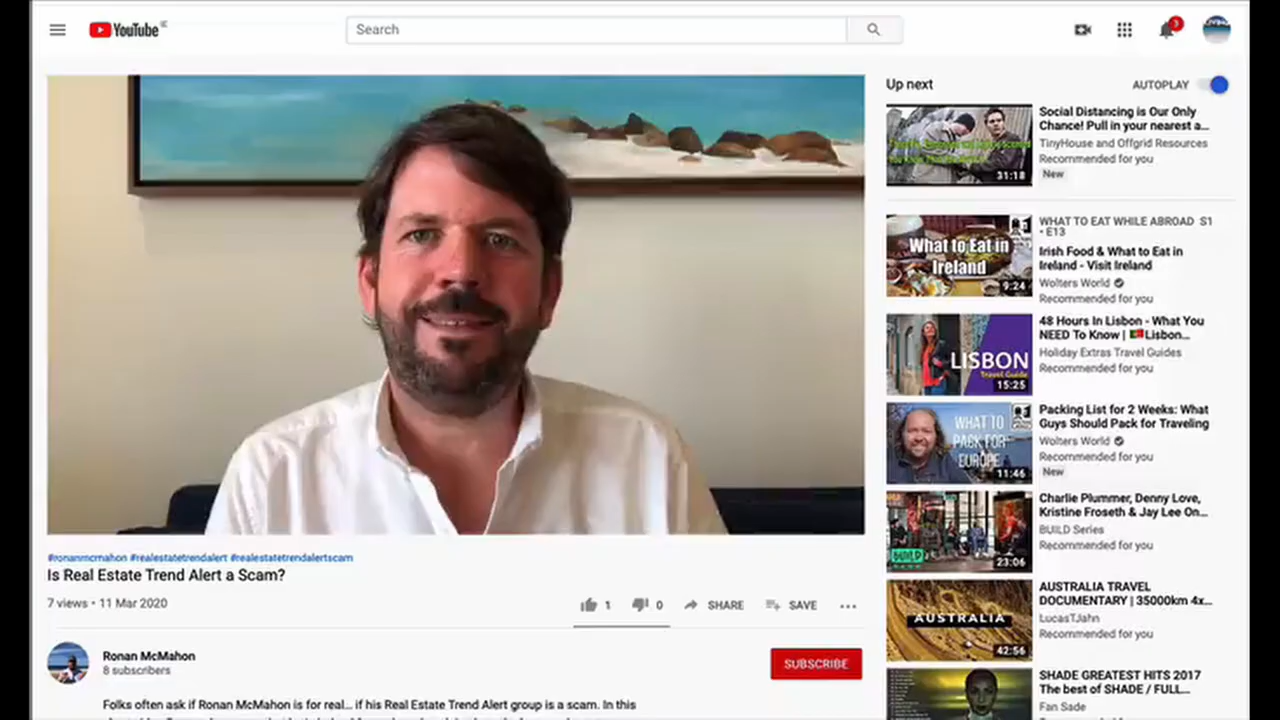 YouTube IE
Search
3
#ronanmcmahon #realestatetrendalert #realestatetrendalertscam
Is Real Estate Trend Alert a Scam?
7 views • 11 Mar 2020
1
0
SHARE
SAVE
Ronan McMahon
8 subscribers
SUBSCRIBE
Folks often ask is Ronan McMahon is for real... if his Real Estate Trend Alert group is a scam. In this
Up next
AUTOPLAY
31:18
Social Distancing is Our Only
Chance! Pull in your nearest a...
TinyHouse and Offgrid Resources
Recommended for you
New
What to Eat in
Ireland
9:24
WHAT TO EAT WHILE ABROAD S1
• E13
Irish Food & What to Eat in
Ireland - Visit Ireland
Wolters World
Recommended for you
LISBON
Travel Guide
15:25
48 Hours In Lisbon - What You
NEED To Know | 🇵🇹Lisbon...
Holiday Extras Travel Guides
Recommended for you
WHAT TO
PACK FOR
EUROPE
11:46
Packing List for 2 Weeks: What
Guys Should Pack for Traveling
Wolters World
Recommended for you
New
BUILD
23:06
Charlie Plummer, Denny Love,
Kristine Froseth & Jay Lee On...
BUILD Series
Recommended for you
AUSTRALIA
42:56
AUSTRALIA TRAVEL
DOCUMENTARY | 35000km 4x...
LucasTJahn
Recommended for you
SHADE GREATEST HITS 2017
The best of SHADE / FULL...
Fan Sade